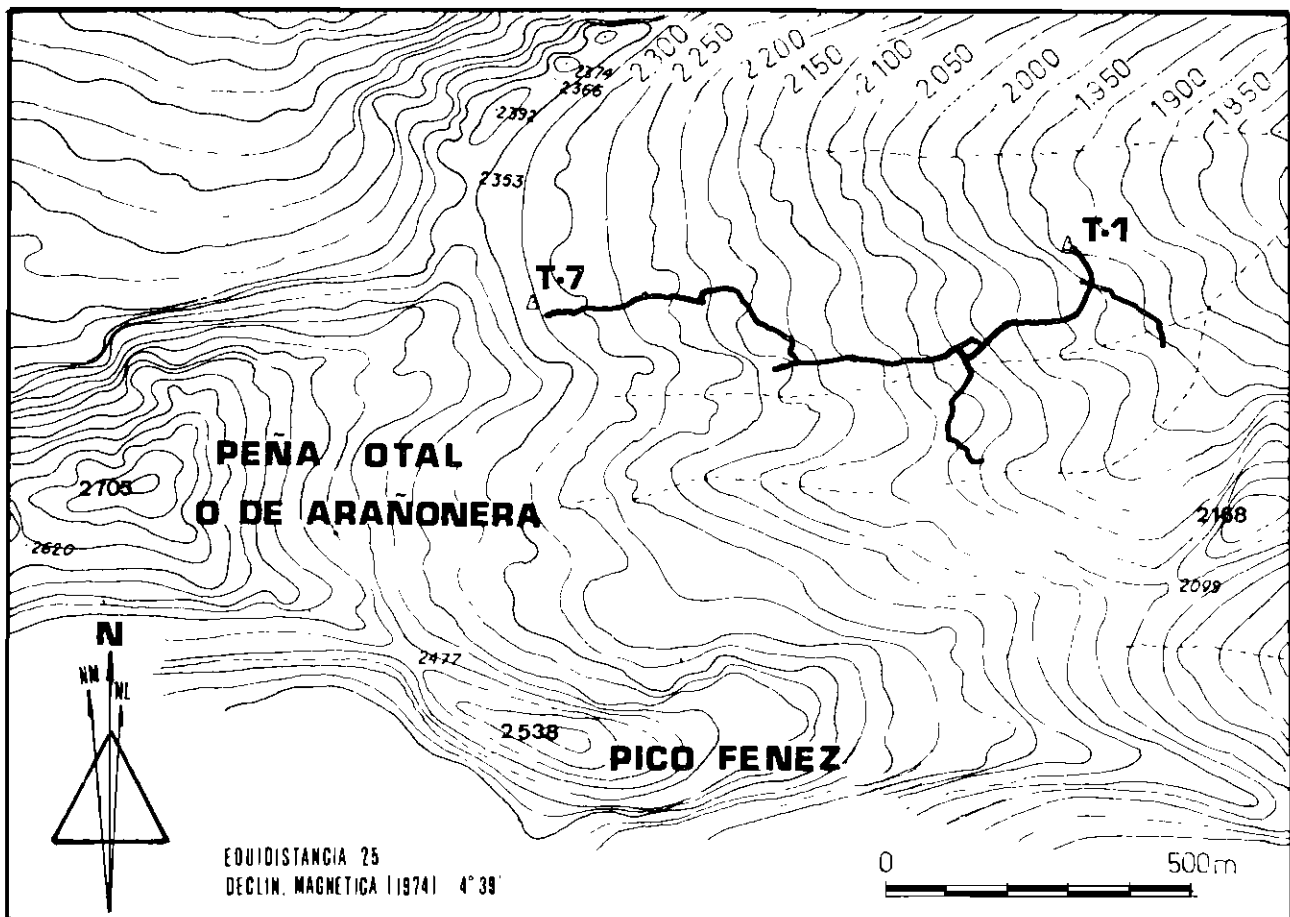 2374
2366
2392
2353
2300
2250
2200
2150
2100
2050
2000
1950
1900
1850
T.1
T.7
PEÑA OTAL
2705
O DE ARAÑONERA
2620
2188
2099
N
NM
NL
2477
2538
PICO FENEZ
EQUIDISTANCIA 25
DECLIN. MAGNETICA (1974) 4° 39'
0 500m